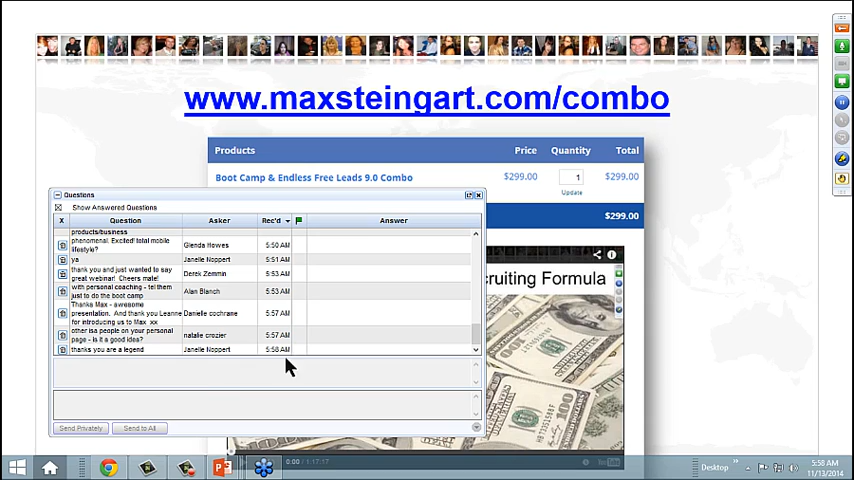 www.maxsteingart.com/combo
Products Price Quantity Total
Boot Camp & Endless Free Leads 9.0 Combo $299.00 1 $299.00
Update
$299.00
Questions
Show Answered Questions
X Question Asker Rec'd Answer
products/business
phenomenal. Excited! total mobile
lifestyle? Glenda Howes 5:50 AM
ya Janelle Noppert 5:51 AM
thank you and just wanted to say
great webinar! Cheers mate! Derek Zemmin 5:53 AM
with personal coaching - tell them
just to do the boot camp Alan Blanch 5:53 AM
Thanks Max - awesome
presentation. And thank you Leanne
for introducing us to Max xx Danielle cochrane 5:57 AM
other isa people on your personal
page - is it a good idea? natalie crozier 5:57 AM
thanks you are a legend Janelle Noppert 5:58 AM
Send Privately Send to All
cruiting Formula
0:00 / 1:17:17
YouTube
Desktop
5:58 AM
11/13/2014